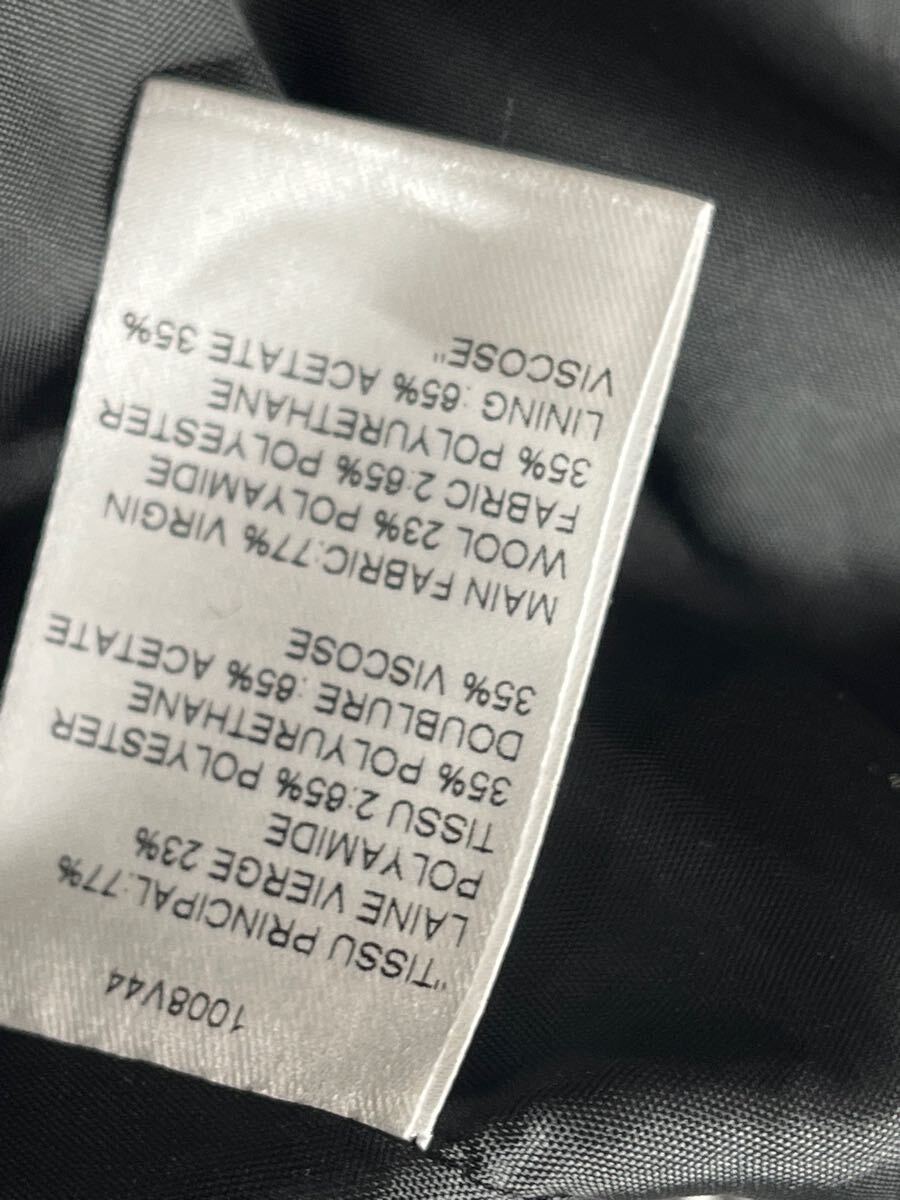 1008V44
"TISSU PRINCIPAL:77%
LAINE VIERGE 23%
POLYAMIDE
TISSU 2:65% POLYESTER
35% POLYURETHANE
DOUBLURE :65% ACETATE
35% VISCOSE
MAIN FABRIC:77% VIRGIN
WOOL 23% POLYAMIDE
FABRIC 2:65% POLYESTER
35% POLYURETHANE
LINING :65% ACETATE 35%
VISCOSE"